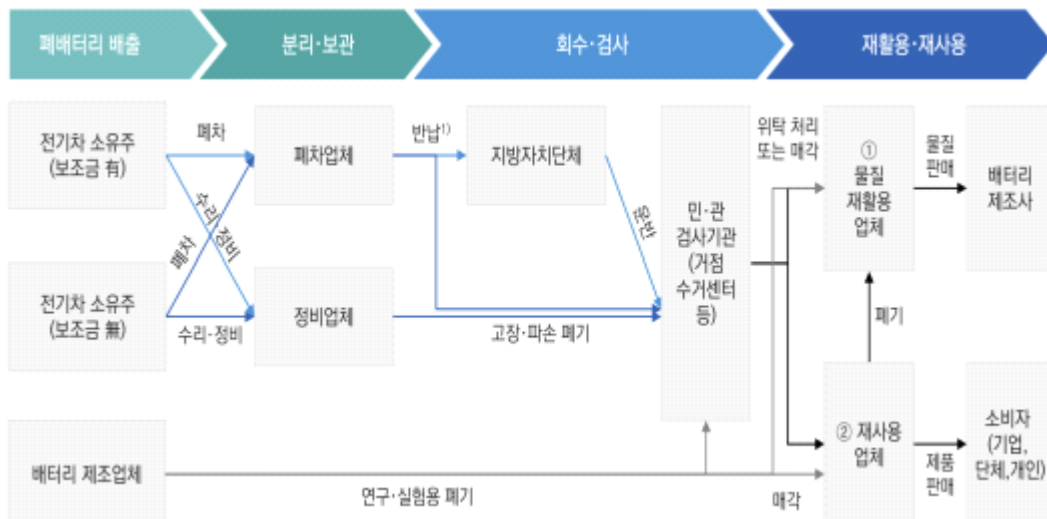 폐배터리 배출
분리·보관
회수·검사
재활용·재사용
전기차 소유주
(보조금 有)
폐차
수리·정비
폐차업체
반납1)
지방자치단체
운반
민·관
검사기관
(거점
수거센터
등)
위탁 처리
또는 매각
①
물질
재활용
업체
물질
판매
배터리
제조사
전기차 소유주
(보조금 無)
폐차
수리·정비
정비업체
고장·파손 폐기
폐기
배터리 제조업체
연구·실험용 폐기
매각
② 재사용
업체
제품
판매
소비자
(기업,
단체,개인)